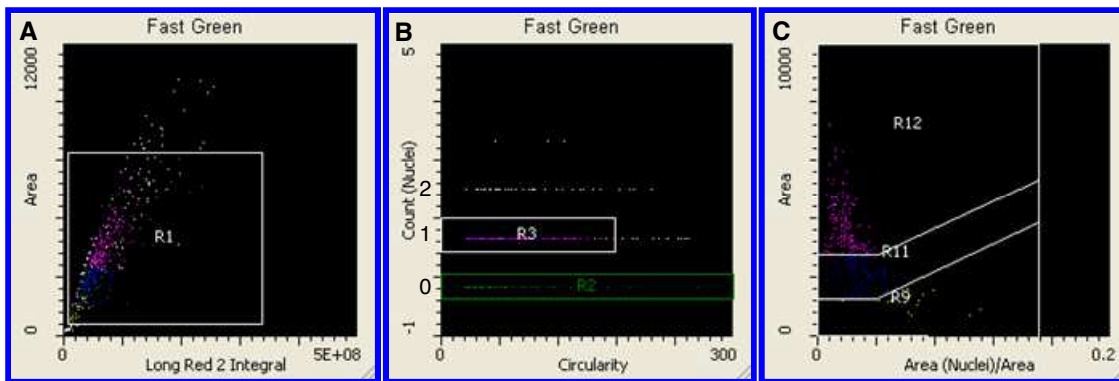 A
Fast Green
12000
Area
0
R1
0
5E+08
Long Red 2 Integral
B
Fast Green
5
Count (Nuclei)
2
1
0
-1
R3
R2
0
300
Circularity
C
Fast Green
10000
Area
0
R12
R11
R9
0
0.2
Area (Nuclei)/Area